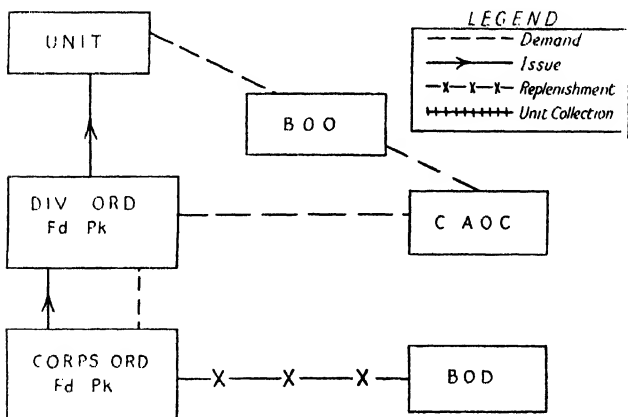 LEGEND
Demand
Issue
Replenishment
Unit Collection
UNIT
BOO
DIV ORD
Fd Pk
C AOC
CORPS ORD
Fd Pk
BOD